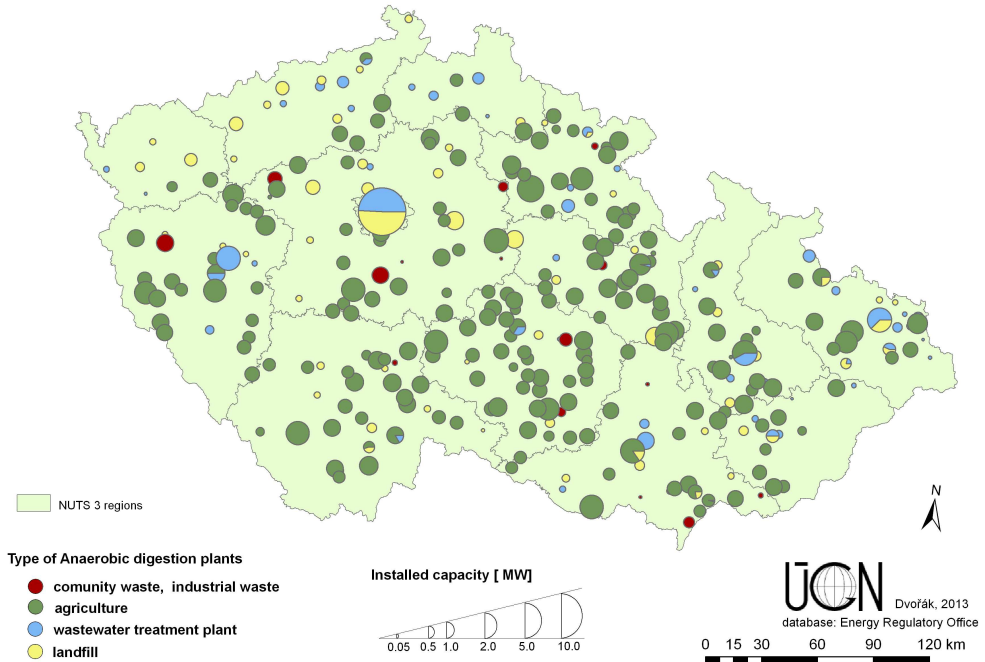 N
NUTS 3 regions
Type of Anaerobic digestion plants
comunity waste, industrial waste
agriculture
wastewater treatment plant
landfill
Installed capacity [ MW]
0.05 0.5 1.0 2.0 5.0 10.0
ŪGN
Dvořák, 2013
database: Energy Regulatory Office
0 15 30 60 90 120 km